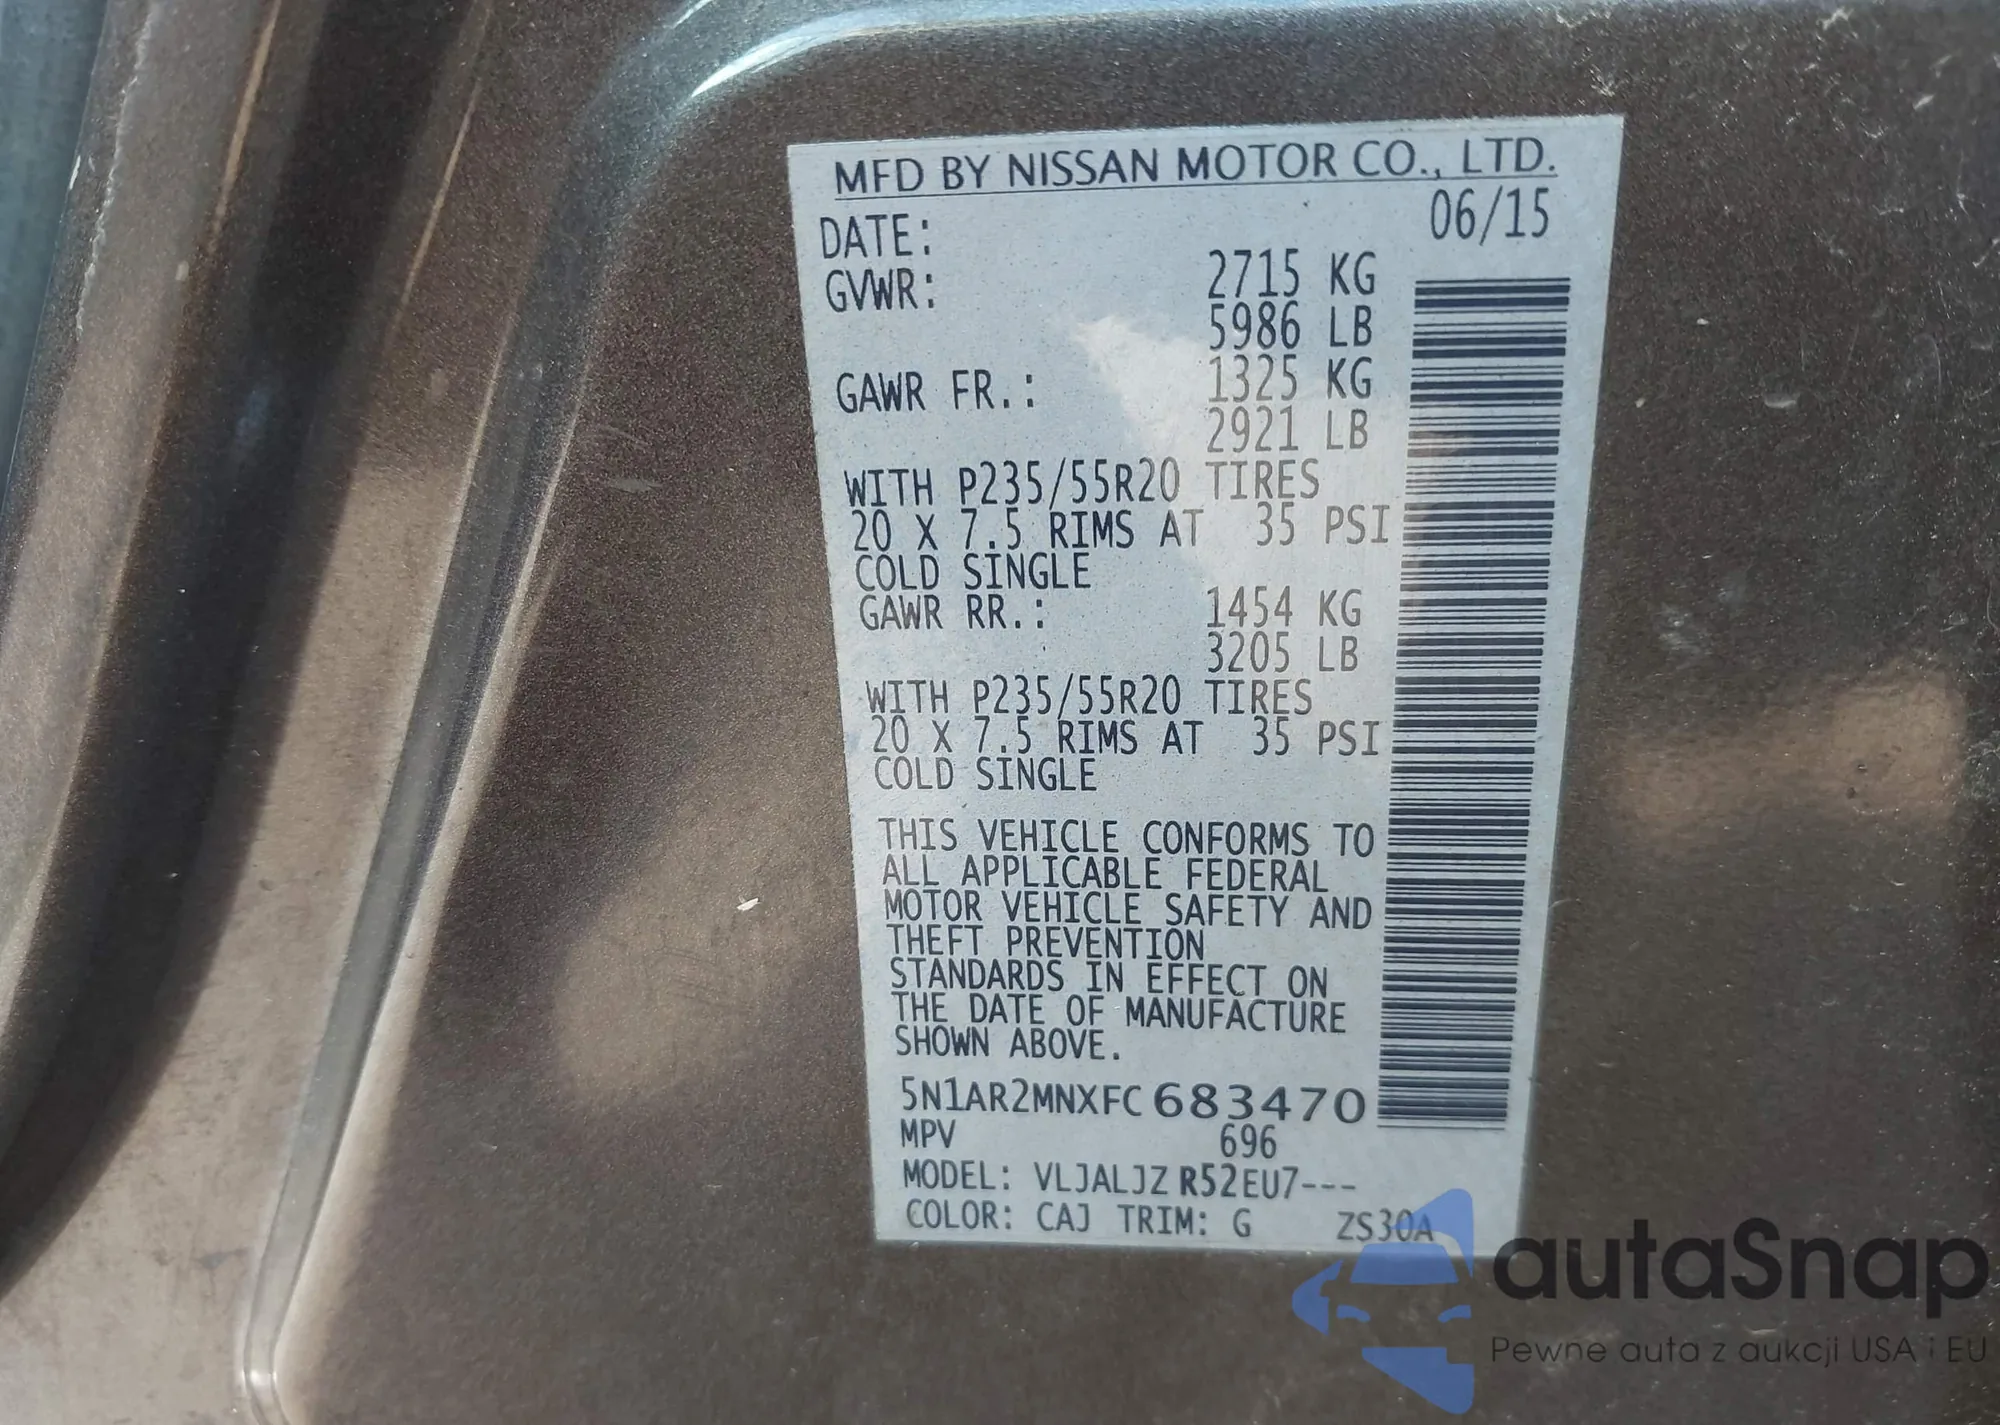 MFD BY NISSAN MOTOR CO., LTD.
DATE: 06/15
GVWR: 2715 KG
5986 LB
GAWR FR.: 1325 KG
2921 LB
WITH P235/55R20 TIRES
20 X 7.5 RIMS AT 35 PSI
COLD SINGLE
GAWR RR.: 1454 KG
3205 LB
WITH P235/55R20 TIRES
20 X 7.5 RIMS AT 35 PSI
COLD SINGLE
THIS VEHICLE CONFORMS TO
ALL APPLICABLE FEDERAL
MOTOR VEHICLE SAFETY AND
THEFT PREVENTION
STANDARDS IN EFFECT ON
THE DATE OF MANUFACTURE
SHOWN ABOVE.
5N1AR2MNXFC683470
MPV 696
MODEL: VLJALJZ R52EU7---
COLOR: CAJ TRIM: G ZS30A
autaSnap
Pewne auta z aukcji USA i EU